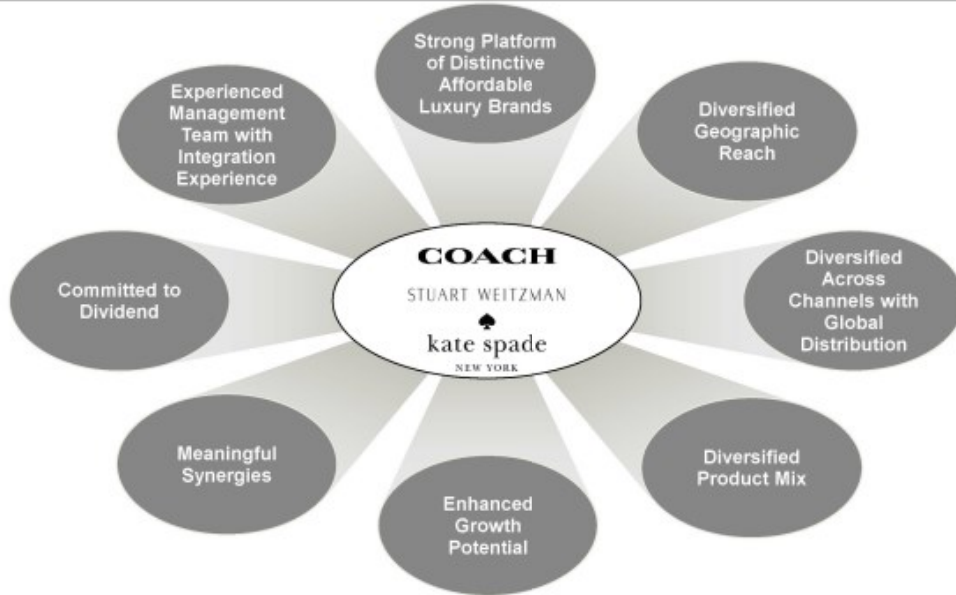 Strong Platform
of Distinctive
Affordable
Luxury Brands
Experienced
Management
Team with
Integration
Experience
Diversified
Geographic
Reach
COACH
STUART WEITZMAN
kate spade
NEW YORK
Committed to
Dividend
Diversified
Across
Channels with
Global
Distribution
Meaningful
Synergies
Diversified
Product Mix
Enhanced
Growth
Potential